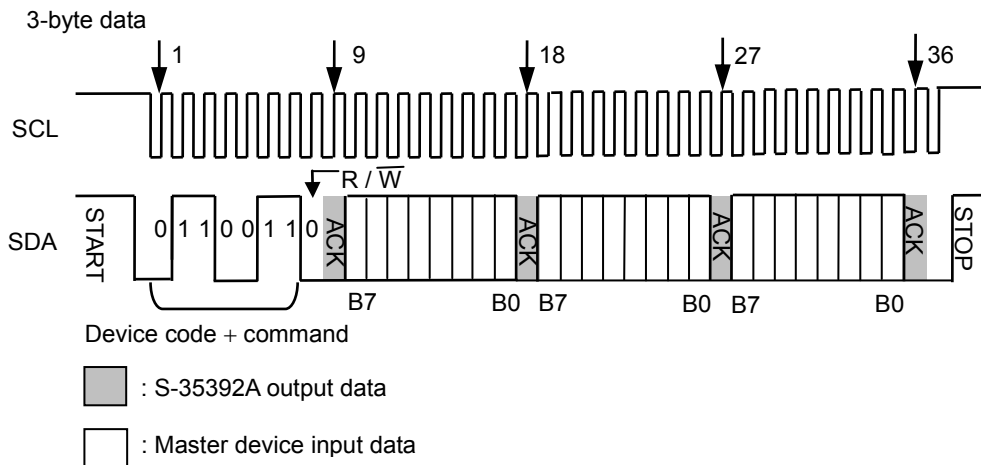 3-byte data
1 9 18 27 36
SCL
R / W
SDA START 0 1 1 0 0 1 1 0 ACK ACK ACK ACK STOP
B7 B0 B7 B0 B7 B0
Device code + command
: S-35392A output data
: Master device input data